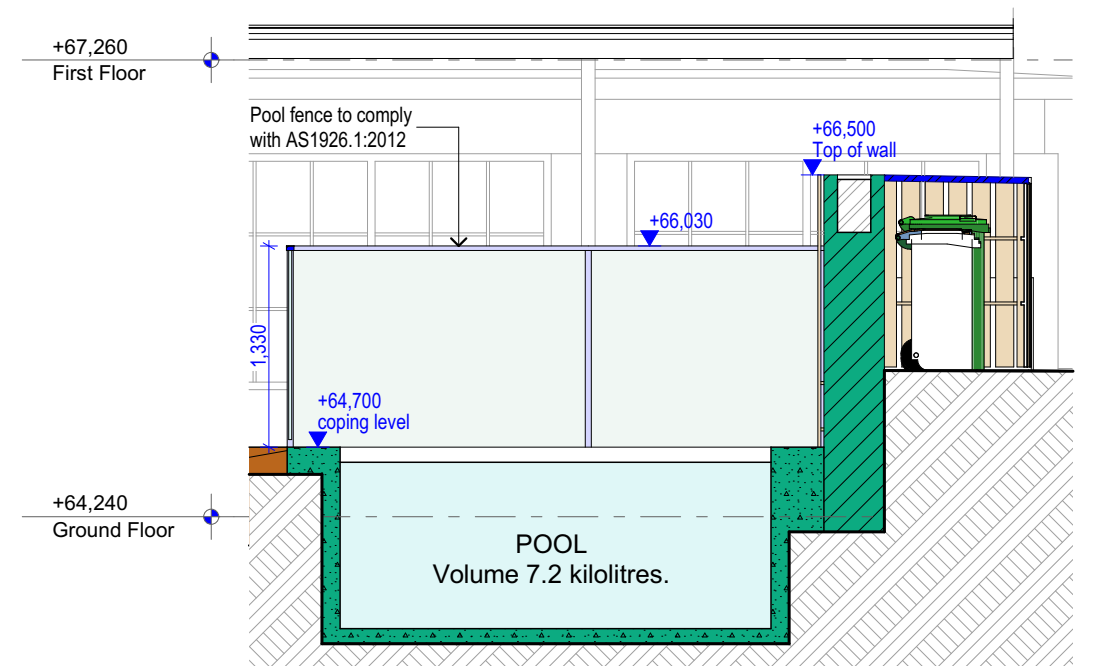 +67,260
First Floor
Pool fence to comply
with AS1926.1:2012
+66,500
Top of wall
+66,030
1,330
+64,700
coping level
+64,240
Ground Floor
POOL
Volume 7.2 kilolitres.